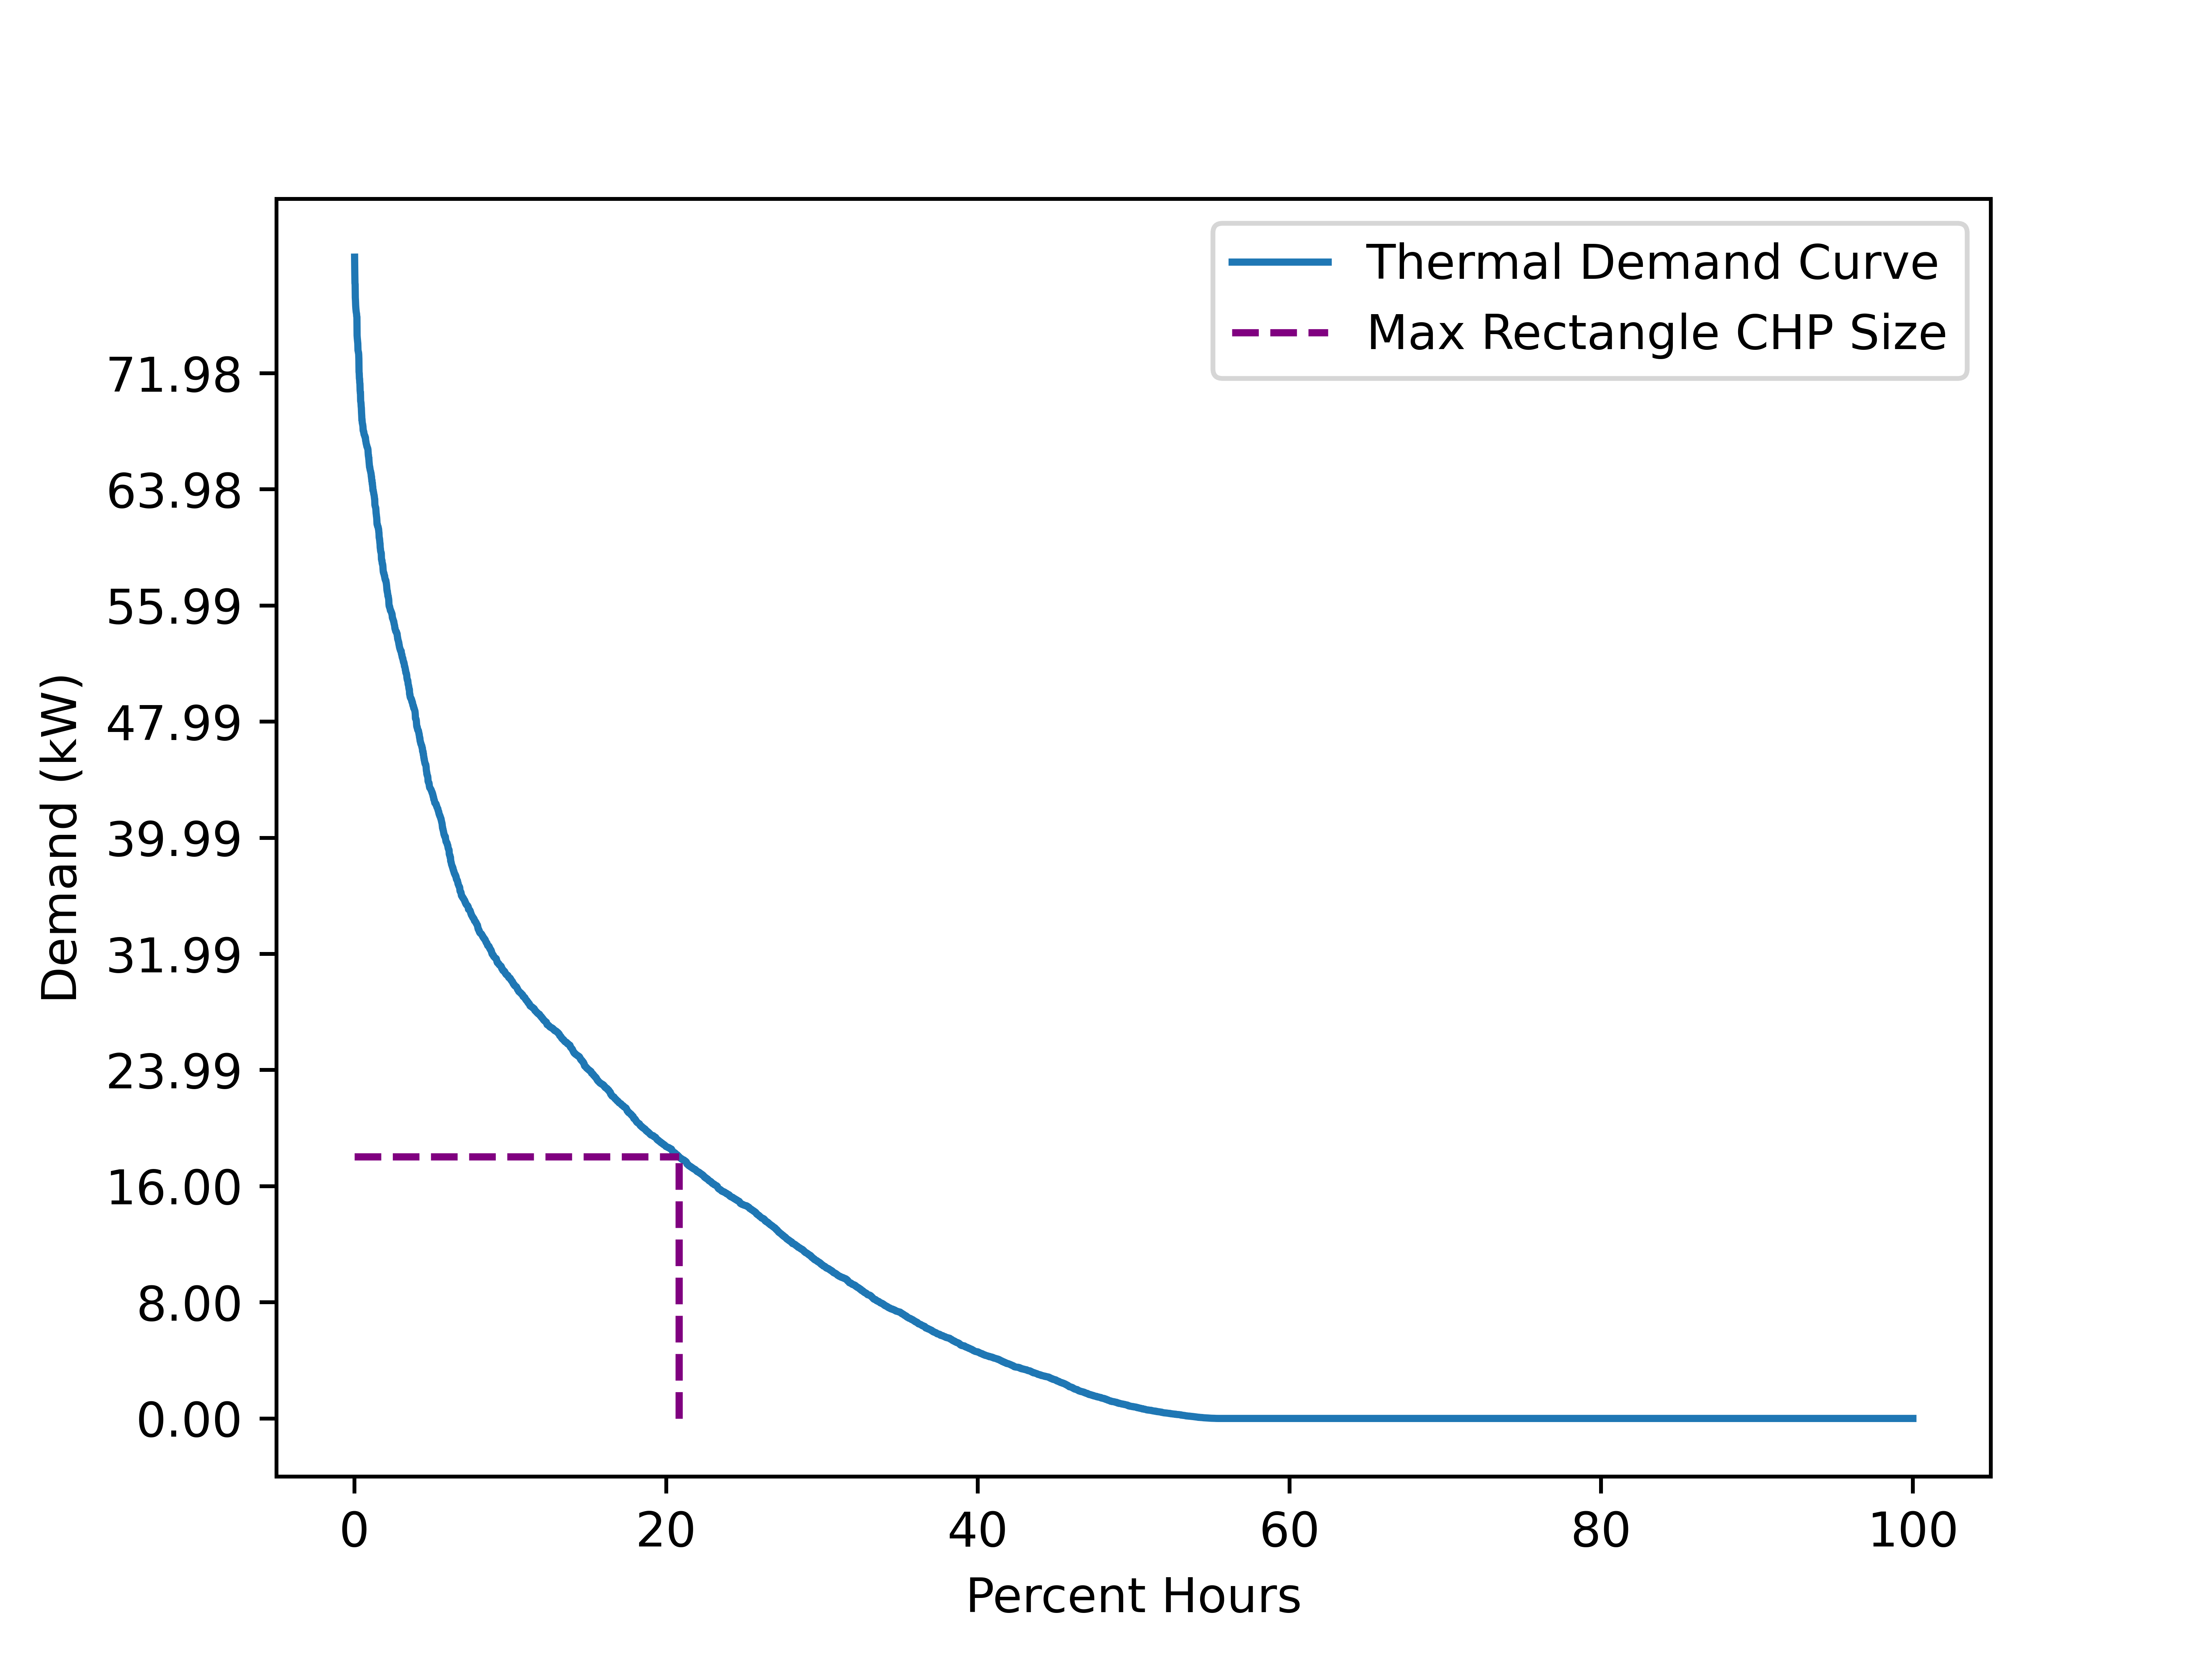 Thermal Demand Curve
Max Rectangle CHP Size
71.98
63.98
55.99
47.99
39.99
31.99
23.99
16.00
8.00
0.00
Demand (kW)
0 20 40 60 80 100
Percent Hours